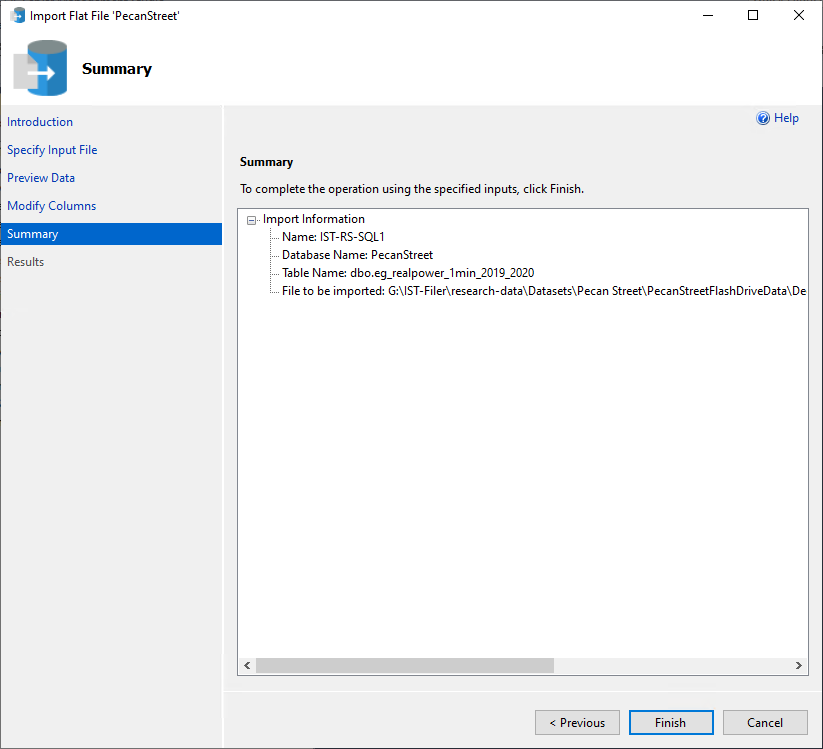 Import Flat File 'PecanStreet'
Summary
Introduction
Specify Input File
Preview Data
Modify Columns
Summary
Results
Help
Summary
To complete the operation using the specified inputs, click Finish.
Import Information
Name: IST-RS-SQL1
Database Name: PecanStreet
Table Name: dbo.eg_realpower_1min_2019_2020
File to be imported: G:\IST-Filer\research-data\Datasets\Pecan Street\PecanStreetFlashDriveData\De
< Previous
Finish
Cancel